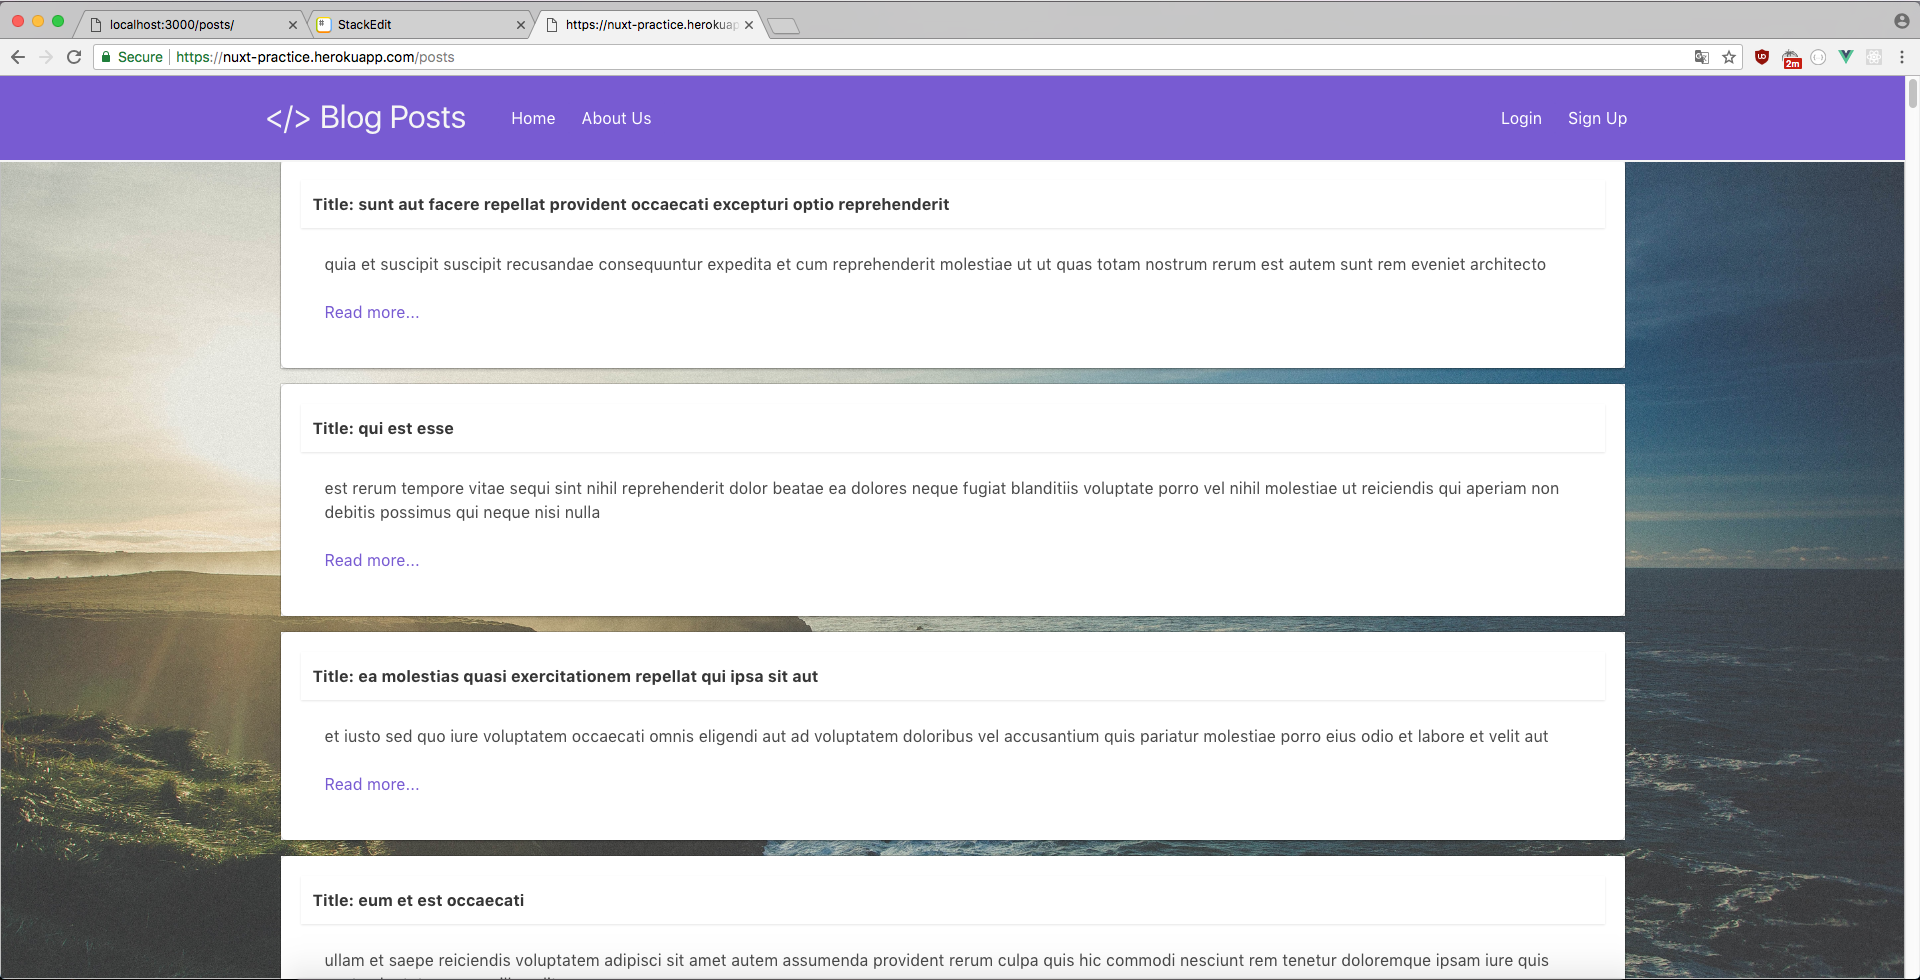 localhost:3000/posts/
StackEdit
https://nuxt-practice.herokuap
Secure
https://nuxt-practice.herokuapp.com/posts
2m
</> Blog Posts
Home
About Us
Login
Sign Up
Title: sunt aut facere repellat provident occaecati excepturi optio reprehenderit
quia et suscipit suscipit recusandae consequuntur expedita et cum reprehenderit molestiae ut ut quas totam nostrum rerum est autem sunt rem eveniet architecto
Read more...
Title: qui est esse
est rerum tempore vitae sequi sint nihil reprehenderit dolor beatae ea dolores neque fugiat blanditiis voluptate porro vel nihil molestiae ut reiciendis qui aperiam non
debitis possimus qui neque nisi nulla
Read more...
Title: ea molestias quasi exercitationem repellat qui ipsa sit aut
et iusto sed quo iure voluptatem occaecati omnis eligendi aut ad voluptatem doloribus vel accusantium quis pariatur molestiae porro eius odio et labore et velit aut
Read more...
Title: eum et est occaecati
ullam et saepe reiciendis voluptatem adipisci sit amet autem assumenda provident rerum culpa quis hic commodi nesciunt rem tenetur doloremque ipsam iure quis